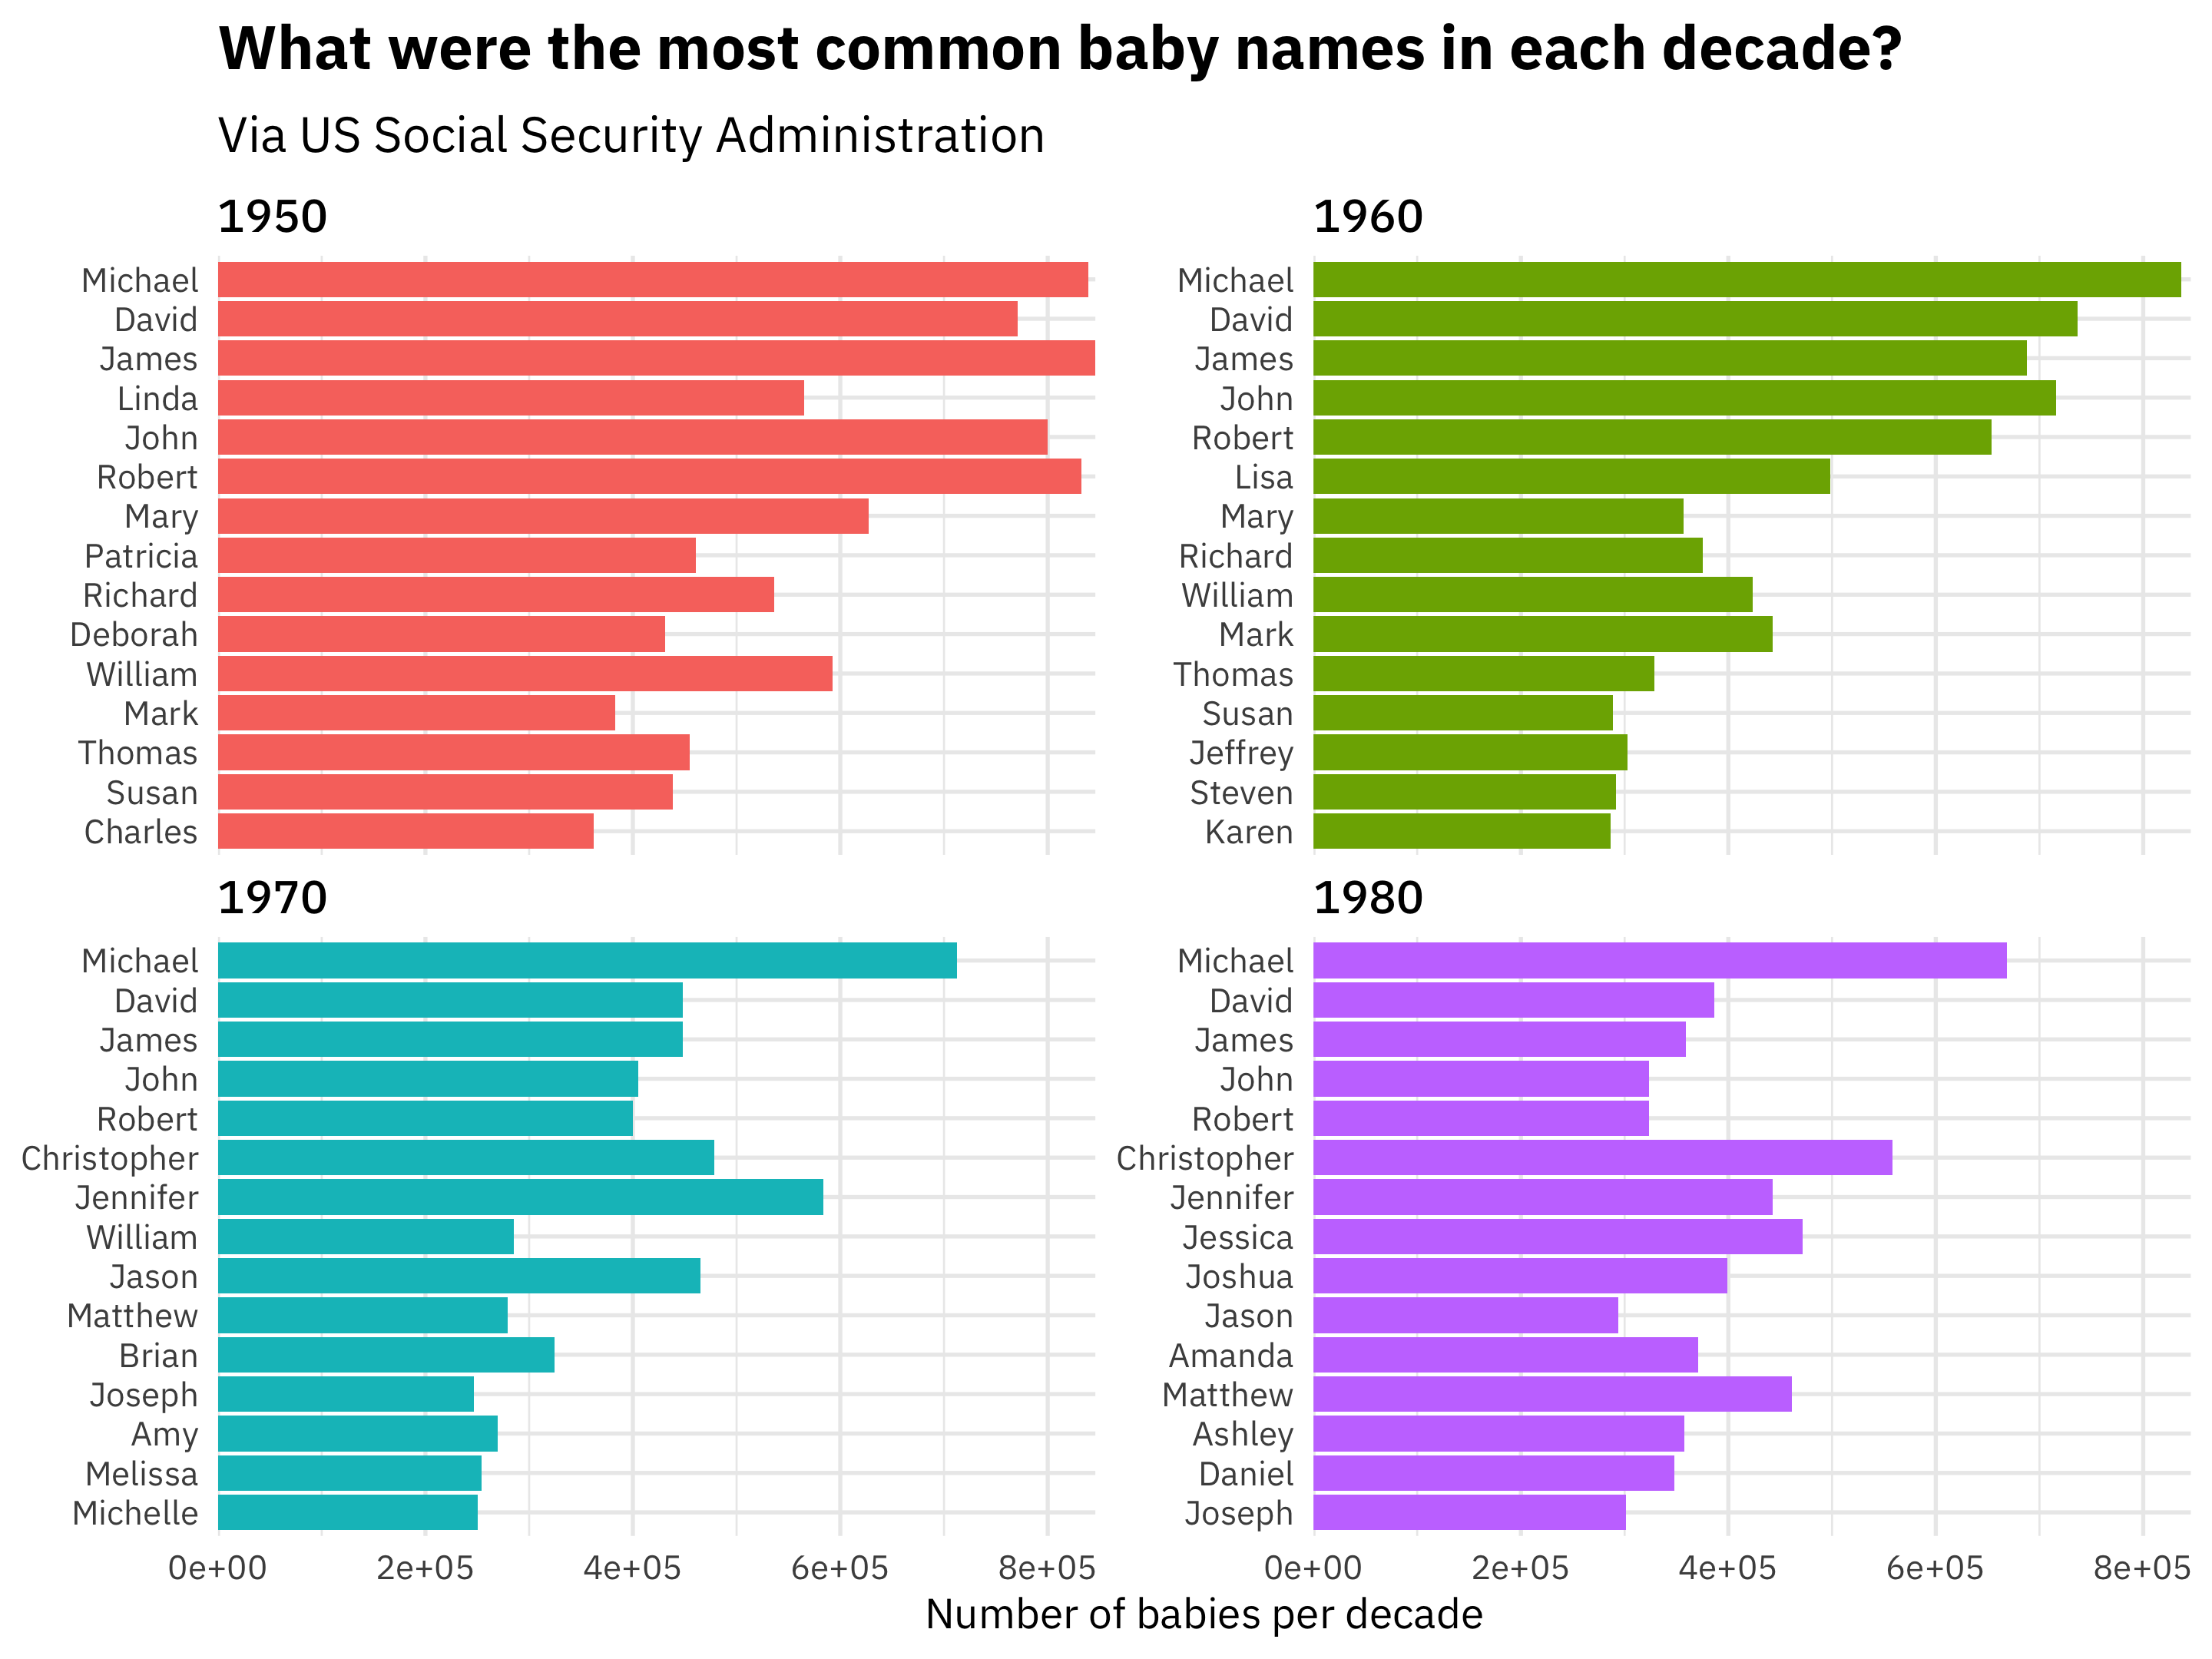 What were the most common baby names in each decade?
Via US Social Security Administration
1950
Michael
David
James
Linda
John
Robert
Mary
Patricia
Richard
Deborah
William
Mark
Thomas
Susan
Charles
1960
Michael
David
James
John
Robert
Lisa
Mary
Richard
William
Mark
Thomas
Susan
Jeffrey
Steven
Karen
1970
Michael
David
James
John
Robert
Christopher
Jennifer
William
Jason
Matthew
Brian
Joseph
Amy
Melissa
Michelle
0e+00 2e+05 4e+05 6e+05 8e+05
1980
Michael
David
James
John
Robert
Christopher
Jennifer
Jessica
Joshua
Jason
Amanda
Matthew
Ashley
Daniel
Joseph
0e+00 2e+05 4e+05 6e+05 8e+05
Number of babies per decade